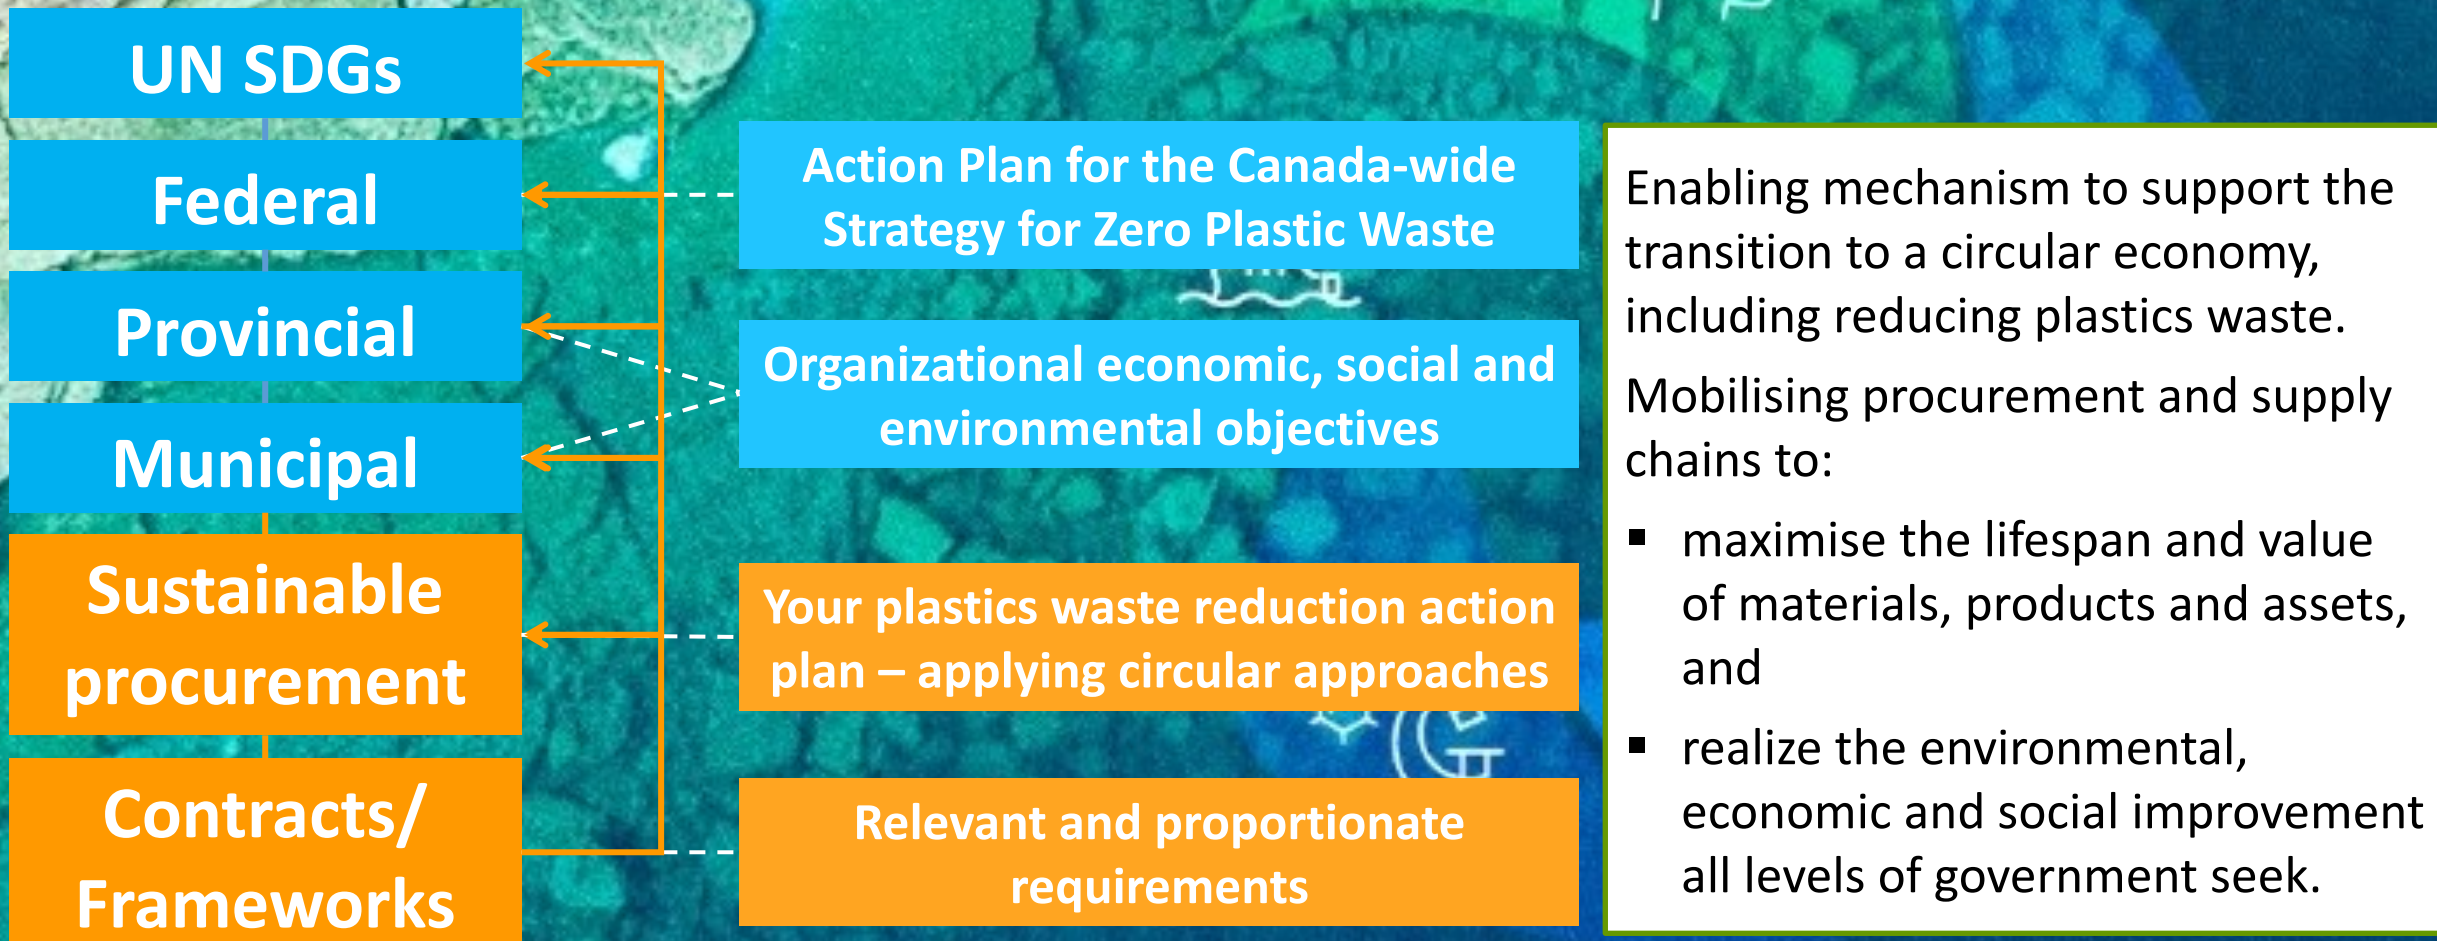 UN SDGs
Federal
Provincial
Municipal
Sustainable
procurement
Contracts/
Frameworks
Action Plan for the Canada-wide
Strategy for Zero Plastic Waste
Organizational economic, social and
environmental objectives
Your plastics waste reduction action
plan – applying circular approaches
Relevant and proportionate
requirements
Enabling mechanism to support the
transition to a circular economy,
including reducing plastics waste.
Mobilising procurement and supply
chains to:
▪ maximise the lifespan and value
of materials, products and assets,
and
▪ realize the environmental,
economic and social improvement
all levels of government seek.